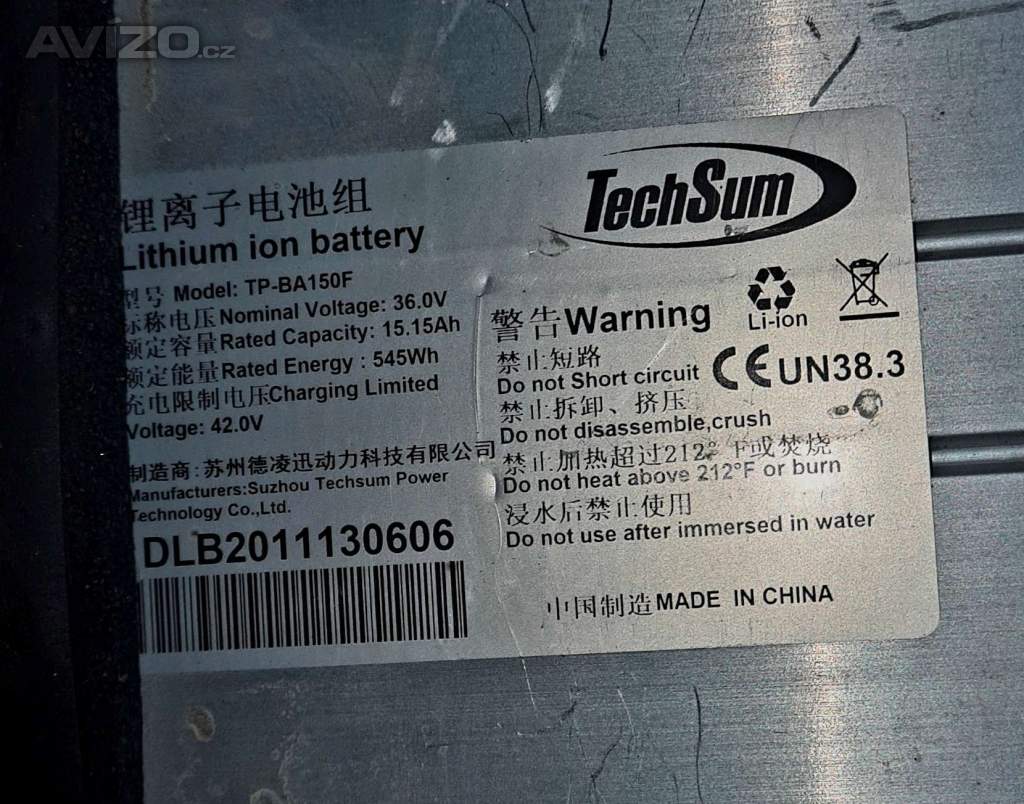 AVÍZO.cz
TechSum
锂离子电池组
Lithium ion battery
型号 Model: TP-BA150F
标称电压Nominal Voltage: 36.0V
额定容量Rated Capacity: 15.15Ah
额定能量Rated Energy : 545Wh
充电限制电压Charging Limited
Voltage: 42.0V
制造商:苏州德凌迅动力科技有限公司
Manufacturers:Suzhou Techsum Power
Technology Co.,Ltd.
DLB2011130606
Li-ion
警告Warning
禁止短路
Do not Short circuit
CE UN38.3
禁止拆卸、挤压
Do not disassemble,crush
禁止加热超过212°F或焚烧
Do not heat above 212°F or burn
浸水后禁止使用
Do not use after immersed in water
中国制造MADE IN CHINA